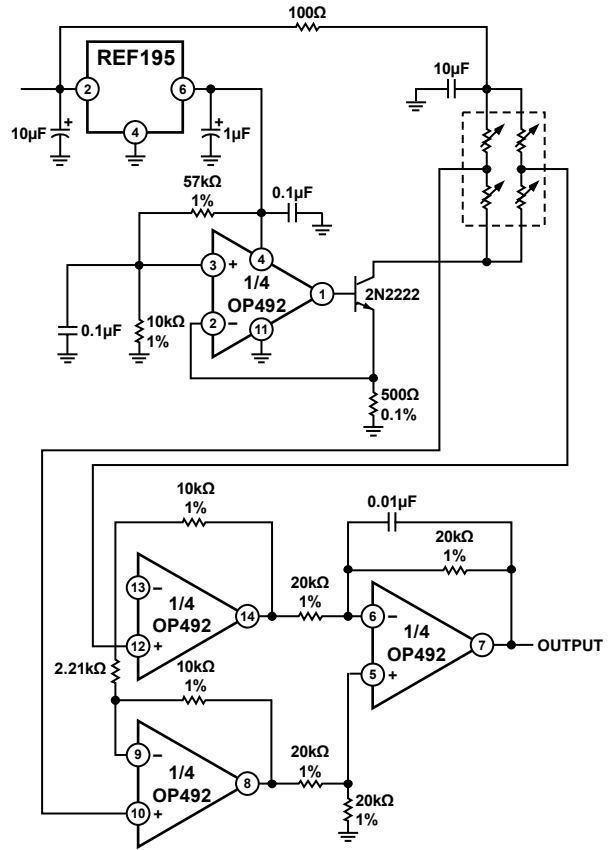 100Ω
REF195
2
6
4
10µF
+
1µF
+
10µF
57kΩ
1%
0.1µF
3
+
4
1/4
OP492
1
2N2222
2
–
11
0.1µF
10kΩ
1%
500Ω
0.1%
10kΩ
1%
0.01µF
20kΩ
1%
13
–
1/4
OP492
14
12
+
20kΩ
1%
6
–
1/4
OP492
7
OUTPUT
5
+
2.21kΩ
10kΩ
1%
9
–
1/4
OP492
8
10
+
20kΩ
1%
20kΩ
1%